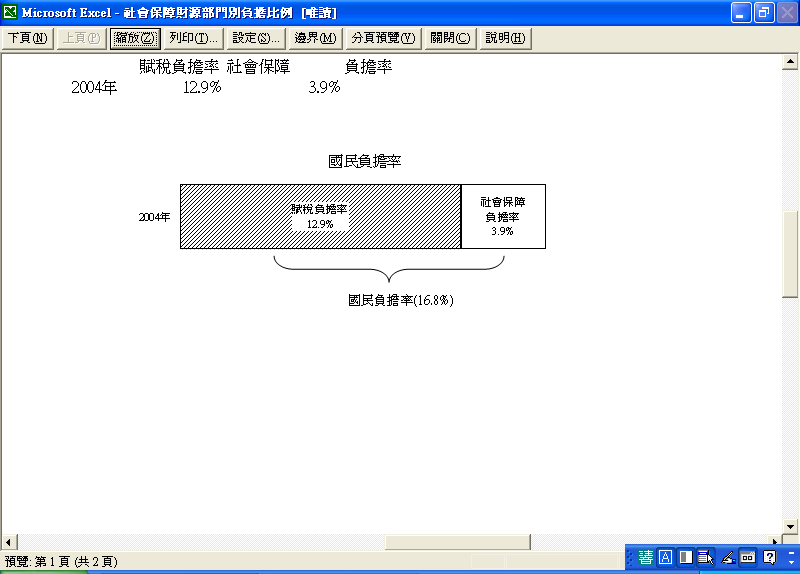 Microsoft Excel - 社會保障財源部門別負擔比例 [唯讀]
下頁(N) 上頁(P) 縮放(Z) 列印(T)... 設定(S)... 邊界(M) 分頁預覽(V) 關閉(C) 說明(H)
賦稅負擔率 社會保障 負擔率
2004年 12.9% 3.9%
國民負擔率
2004年
賦稅負擔率
12.9%
社會保障
負擔率
3.9%
國民負擔率(16.8%)
預覽: 第 1 頁 (共 2 頁)
A